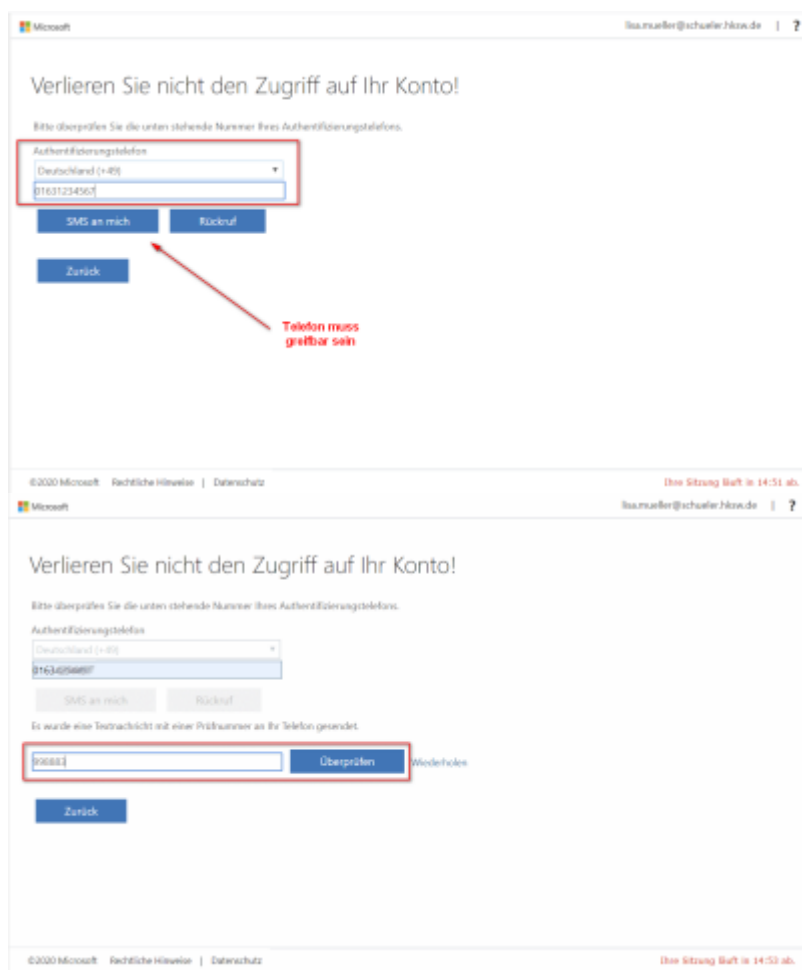 Microsoft
lisa.mueller@schueler.hksw.de | ?
Verlieren Sie nicht den Zugriff auf Ihr Konto!
Bitte überprüfen Sie die unten stehende Nummer Ihres Authentifizierungstelefons.
Authentifizierungstelefon
Deutschland (+49)
01631234567
SMS an mich Rückruf
Zurück
Telefon muss
greifbar sein
©2020 Microsoft Rechtliche Hinweise | Datenschutz
Ihre Sitzung läuft in 14:51 ab.
Microsoft
lisa.mueller@schueler.hksw.de | ?
Verlieren Sie nicht den Zugriff auf Ihr Konto!
Bitte überprüfen Sie die unten stehende Nummer Ihres Authentifizierungstelefons.
Authentifizierungstelefon
Deutschland (+49)
SMS an mich Rückruf
Es wurde eine Textnachricht mit einer Prüfnummer an Ihr Telefon gesendet.
Überprüfen Wiederholen
Zurück
©2020 Microsoft Rechtliche Hinweise | Datenschutz
Ihre Sitzung läuft in 14:53 ab.